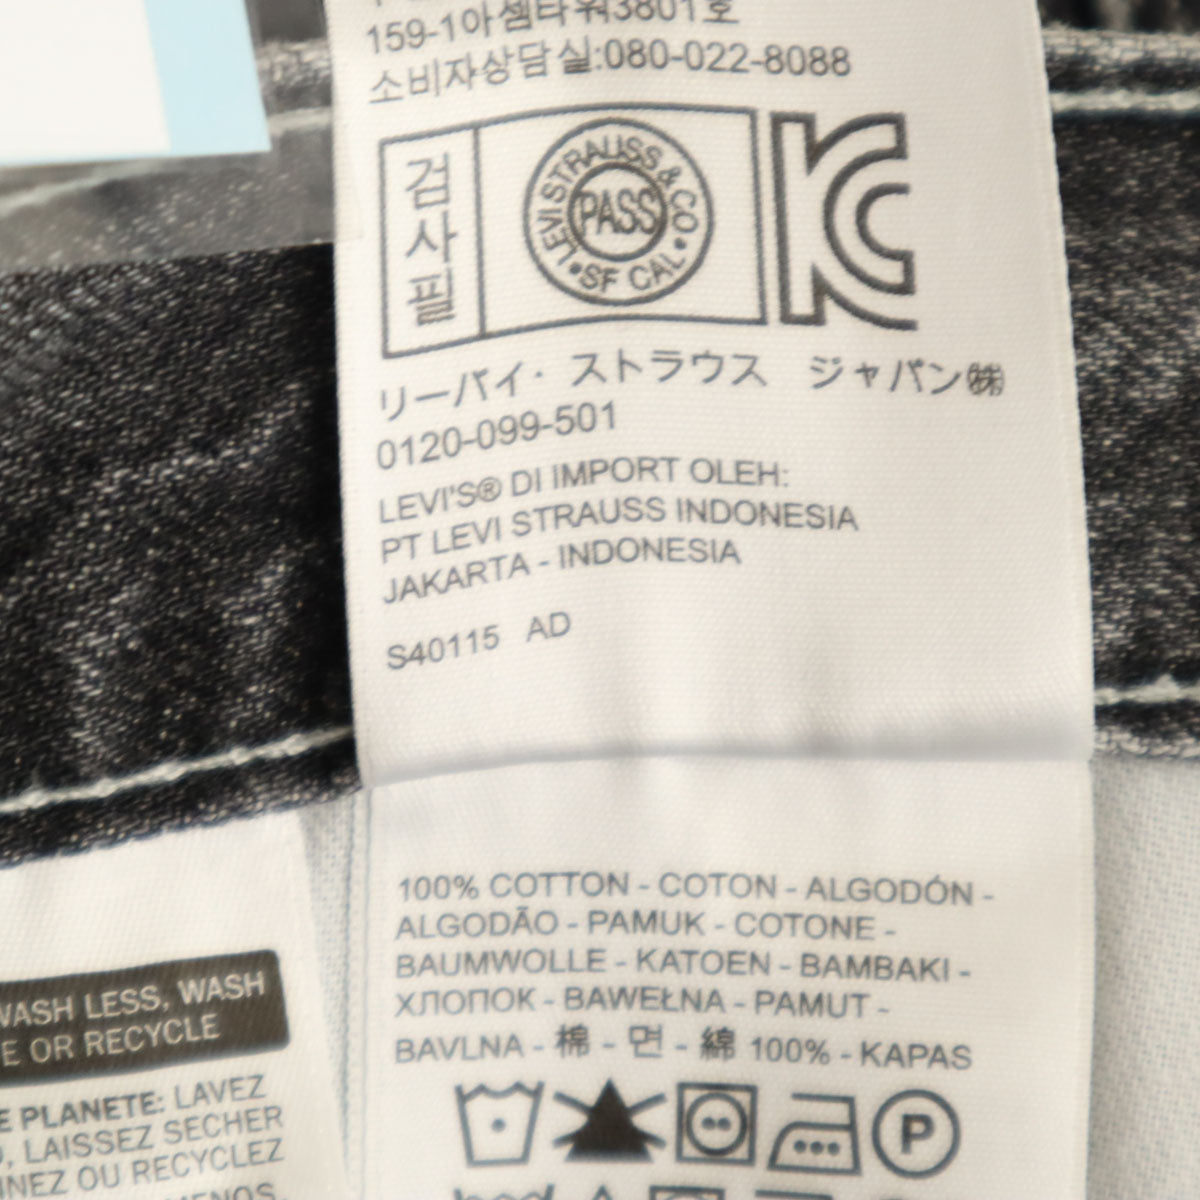 159-1아셈타워3801호
소비자상담실:080-022-8088
검사필
LEVI STRAUSS & CO
PASS
SF CAL
KC
リーバイ・ストラウス ジャパン㈱
0120-099-501
LEVI'S® DI IMPORT OLEH:
PT LEVI STRAUSS INDONESIA
JAKARTA - INDONESIA
S40115 AD
100% COTTON - COTON - ALGODÓN -
ALGODÃO - PAMUK - COTONE -
BAUMWOLLE - KATOEN - BAMBAKI -
ХЛОПОК - BAWEŁNA - PAMUT -
BAVLNA - 棉 - 면 - 綿 100% - KAPAS
P
WASH LESS, WASH
OR RECYCLE
PLANETE: LAVEZ
LAISSEZ SECHER
OU RECYCLEZ
MENOS,